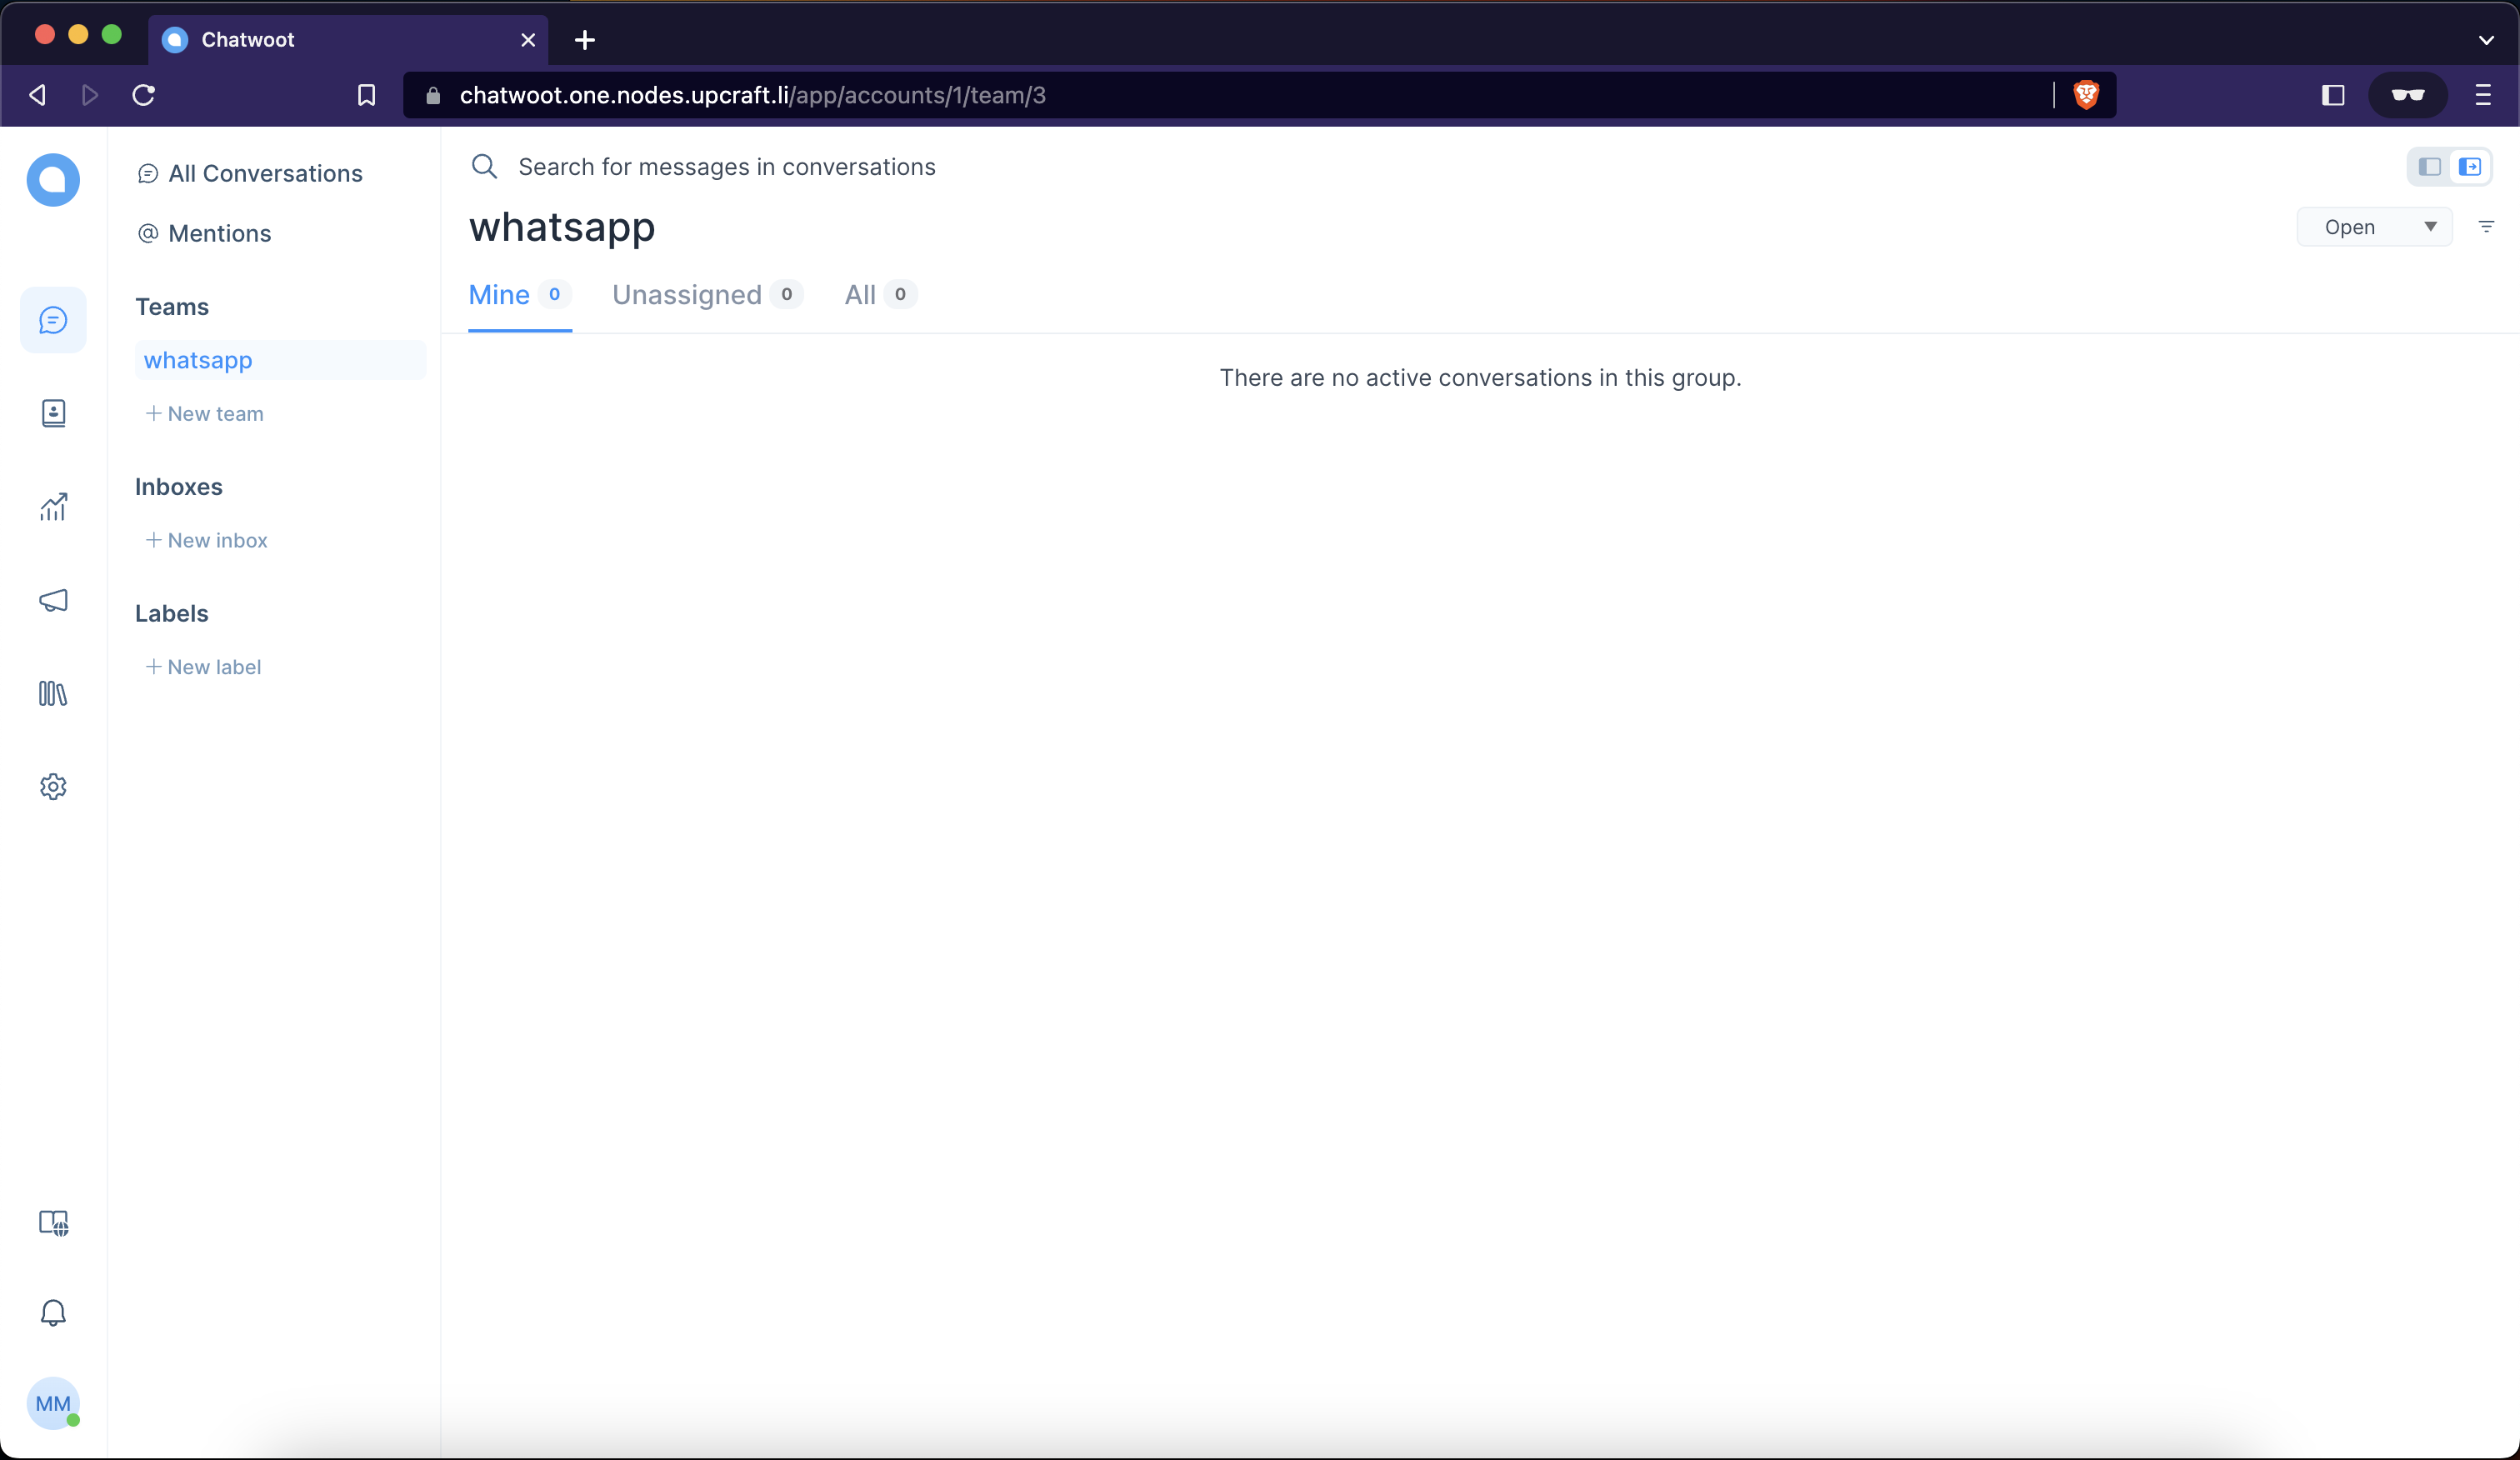 Chatwoot
chatwoot.one.nodes.upcraft.li/app/accounts/1/team/3
All Conversations
Mentions
Teams
whatsapp
+ New team
Inboxes
+ New inbox
Labels
+ New label
MM
Search for messages in conversations
whatsapp
Open
Mine 0 Unassigned 0 All 0
There are no active conversations in this group.